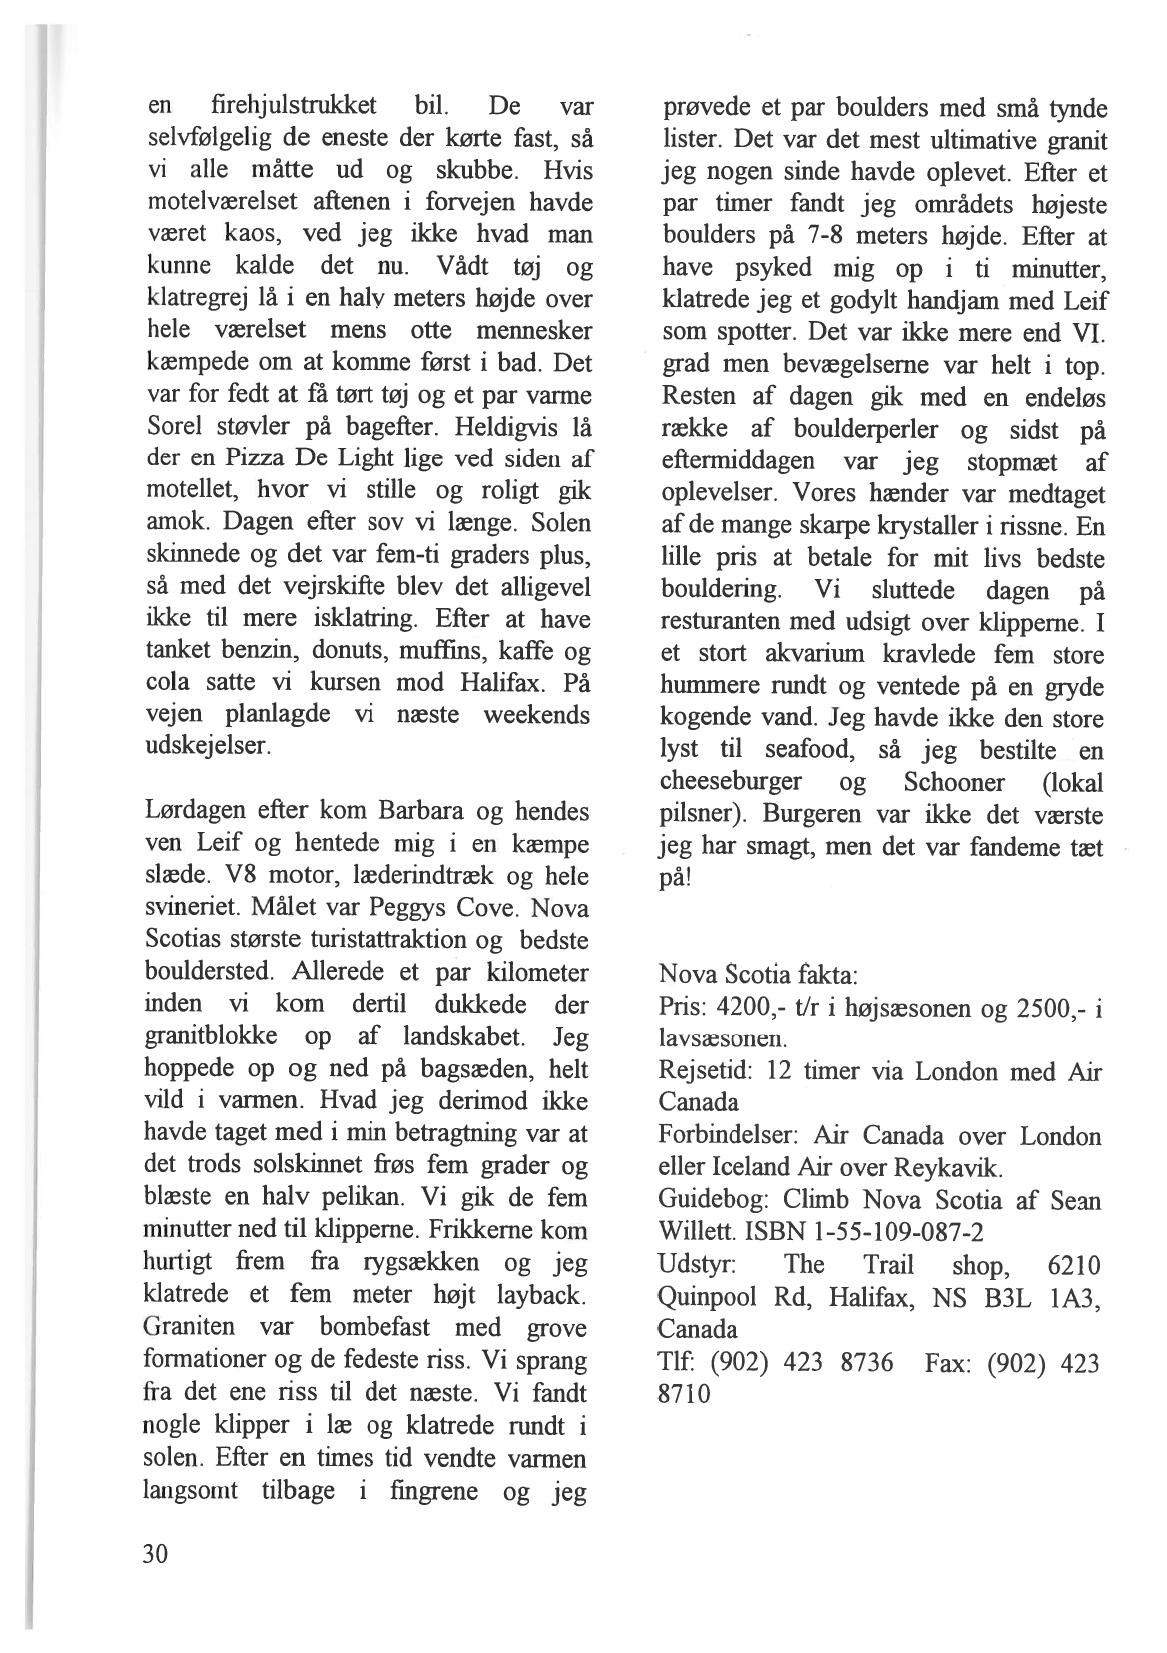 en firehjulstrukket bil. De var
selvfølgelig de eneste der kørte fast, så
vi alle måtte ud og skubbe. Hvis
motelværelset aftenen i forvejen havde
været kaos, ved jeg ikke hvad man
kunne kalde det nu. Vådt tøj og
klatregrej lå i en halv meters højde over
hele værelset mens otte mennesker
kæmpede om at komme først i bad. Det
var for fedt at få tørt tøj og et par varme
Sorel støvler på bagefter. Heldigvis lå
der en Pizza De Light lige ved siden af
motellet, hvor vi stille og roligt gik
amok. Dagen efter sov vi længe. Solen
skinnede og det var fem-ti graders plus,
så med det vejrskifte blev det alligevel
ikke til mere isklatring. Efter at have
tanket benzin, donuts, muffins, kaffe og
cola satte vi kursen mod Halifax. På
vejen planlagde vi næste weekends
udskejelser.
Lørdagen efter kom Barbara og hendes
ven Leif og hentede mig i en kæmpe
slæde. V8 motor, læderindtræk og hele
svineriet. Målet var Peggys Cove. Nova
Scotias største turistattraktion og bedste
bouldersted. Allerede et par kilometer
inden vi kom dertil dukkede der
granitblokke op af landskabet. Jeg
hoppede op og ned på bagsæden, helt
vild i varmen. Hvad jeg derimod ikke
havde taget med i min betragtning var at
det trods solskinnet frøs fem grader og
blæste en halv pelikan. Vi gik de fem
minutter ned til klipperne. Frikkerne kom
hurtigt frem fra rygsækken og jeg
klatrede et fem meter højt layback.
Graniten var bombefast med grove
formationer og de fedeste riss. Vi sprang
fra det ene riss til det næste. Vi fandt
nogle klipper i læ og klatrede rundt i
solen. Efter en times tid vendte varmen
langsomt tilbage i fingrene og jeg
30
prøvede et par boulders med små tynde
lister. Det var det mest ultimative granit
jeg nogen sinde havde oplevet. Efter et
par timer fandt jeg områdets højeste
boulders på 7-8 meters højde. Efter at
have psyked mig op i ti minutter,
klatrede jeg et godylt handjam med Leif
som spotter. Det var ikke mere end VI.
grad men bevægelserne var helt i top.
Resten af dagen gik med en endeløs
række af boulderperler og sidst på
eftermiddagen var jeg stopmæt af
oplevelser. Vores hænder var medtaget
af de mange skarpe krystaller i rissne. En
lille pris at betale for mit livs bedste
bouldering. Vi sluttede dagen på
resturanten med udsigt over klipperne. I
et stort akvarium kravlede fem store
hummere rundt og ventede på en gryde
kogende vand. Jeg havde ikke den store
lyst til seafood, så jeg bestilte en
cheeseburger og Schooner (lokal
pilsner). Burgeren var ikke det værste
jeg har smagt, men det var fandeme tæt
på!
Nova Scotia fakta:
Pris: 4200,- t/r i højsæsonen og 2500,- i
lavsæsonen.
Rejsetid: 12 timer via London med Air
Canada
Forbindelser: Air Canada over London
eller Iceland Air over Reykavik.
Guidebog: Climb Nova Scotia af Sean
Willett. ISBN 1-55-109-087-2
Udstyr: The Trail shop, 6210
Quinpool Rd, Halifax, NS B3L 1A3,
Canada
Tlf: (902) 423 8736 Fax: (902) 423
8710